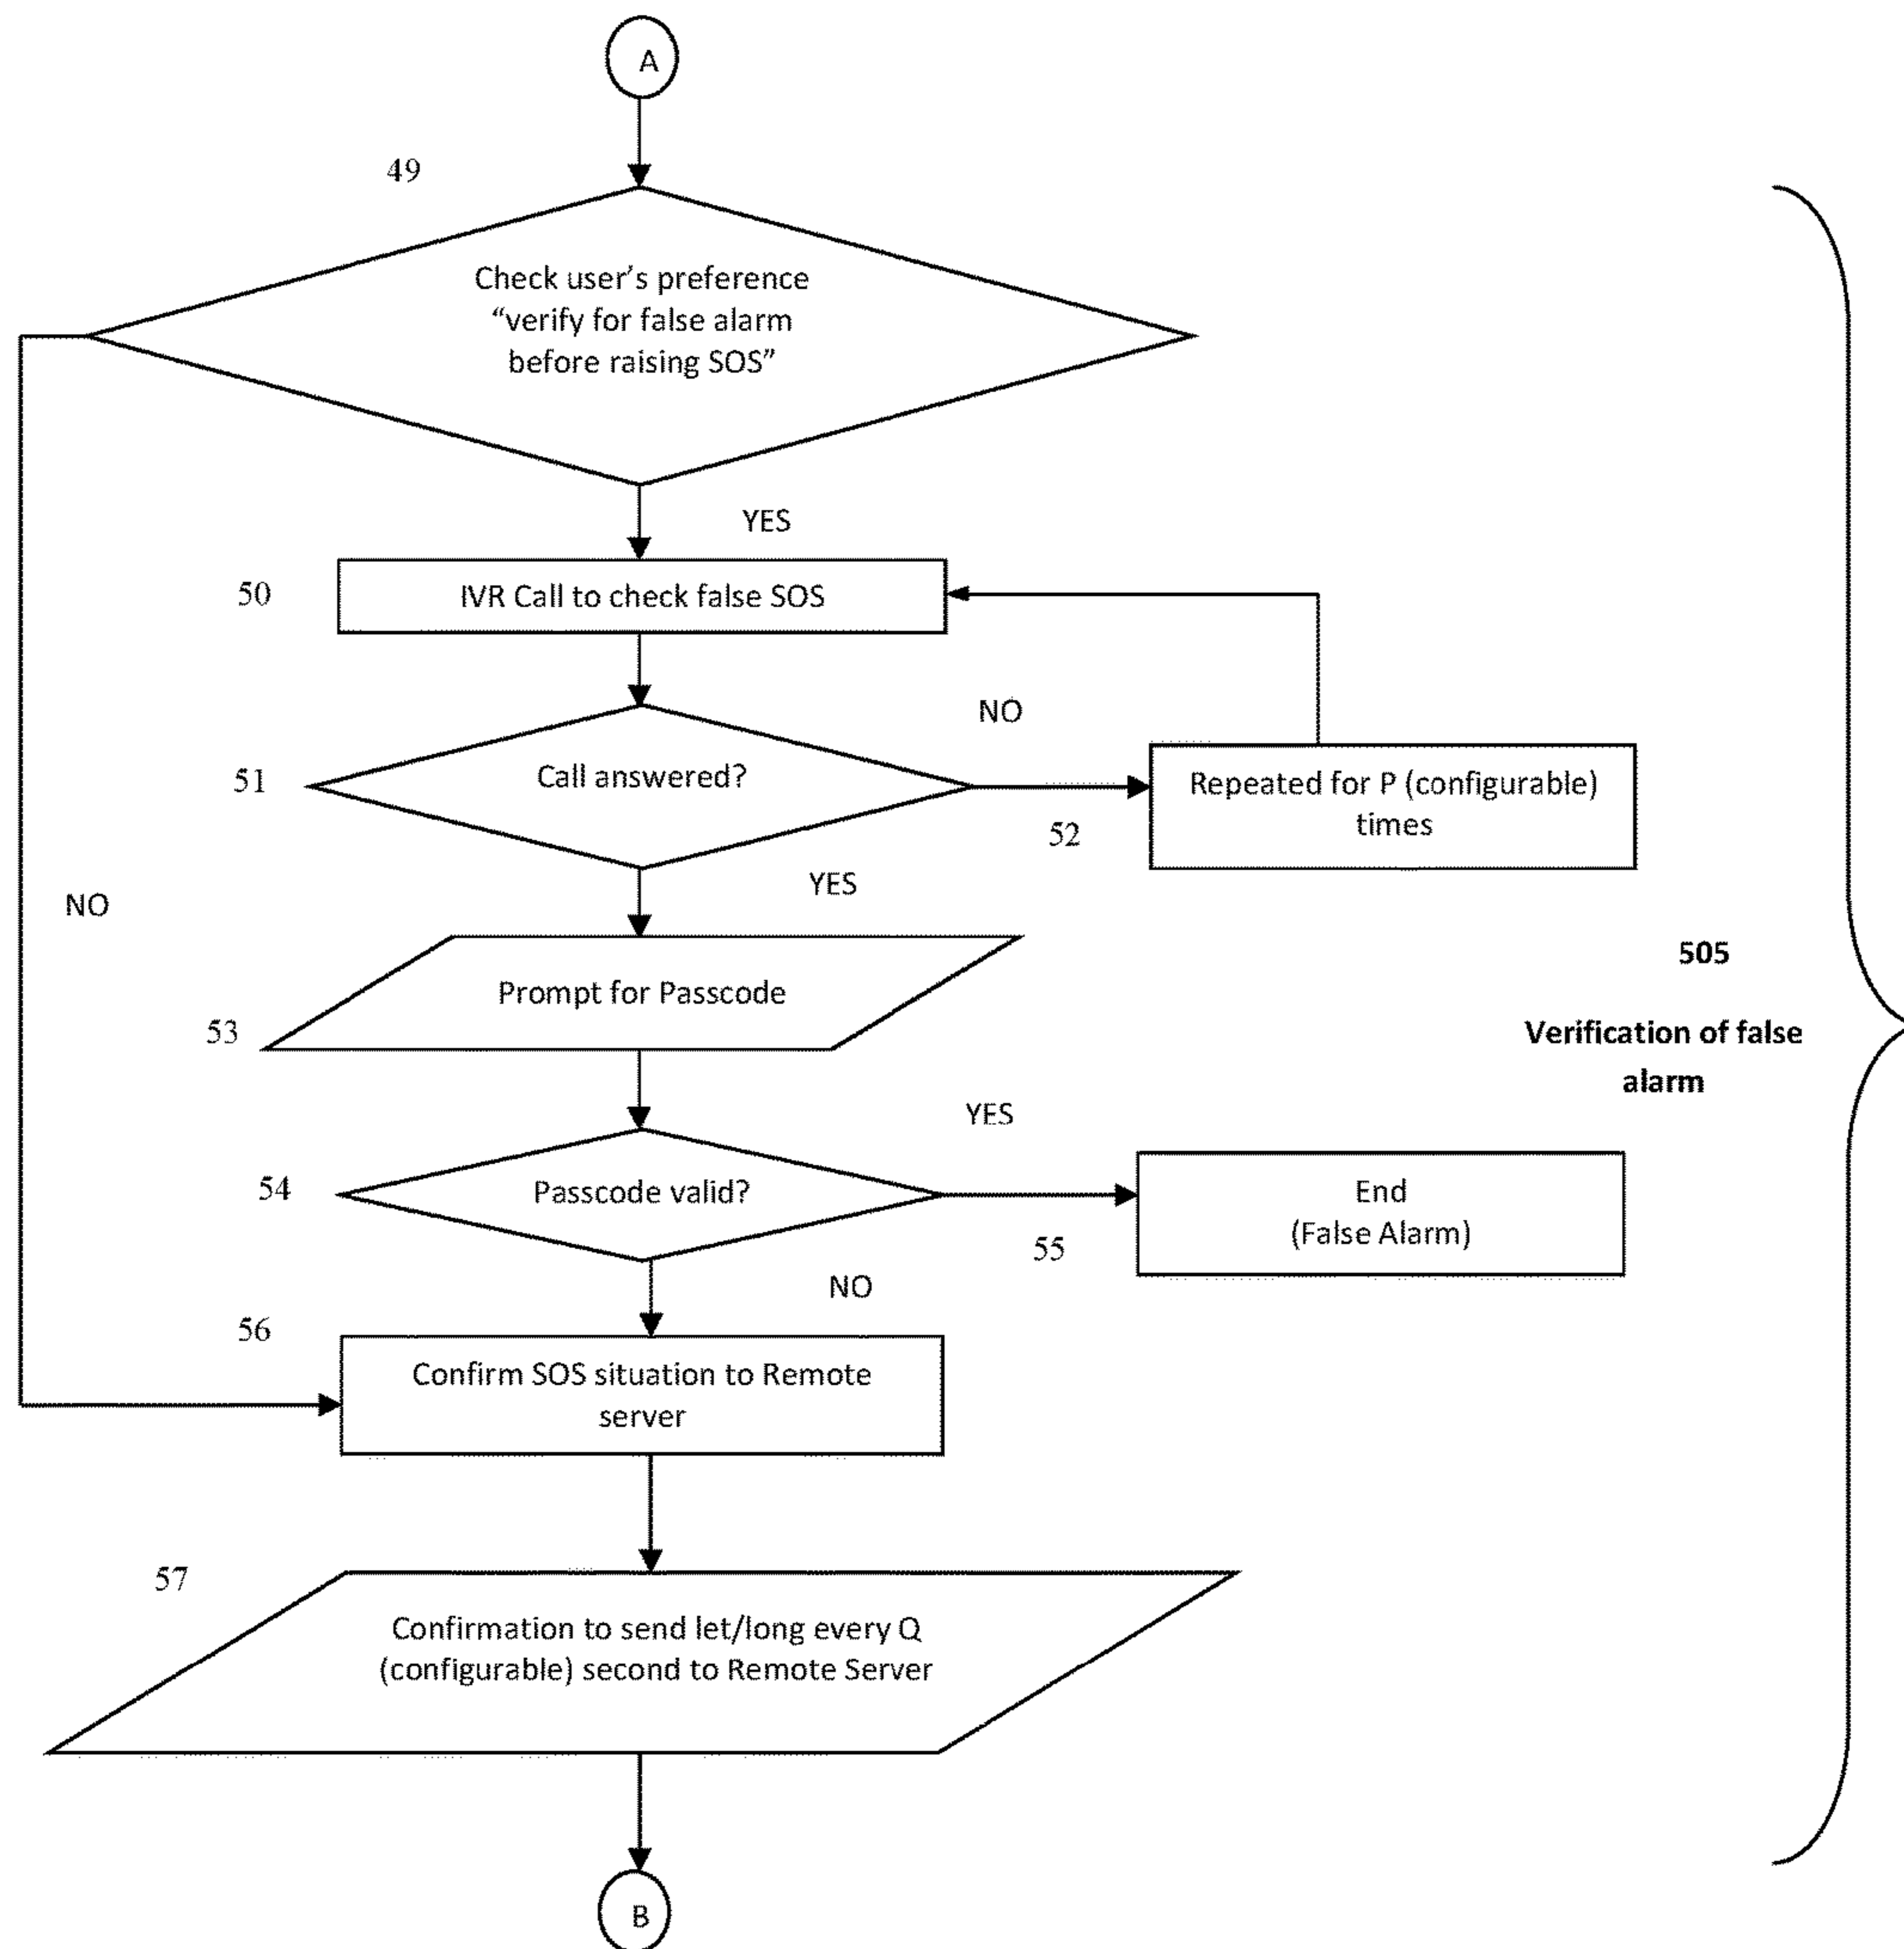 A
49
Check user’s preference
“verify for false alarm
before raising SOS”
YES
50
IVR Call to check false SOS
NO
51
Call answered?
52
Repeated for P (configurable)
times
NO
YES
505
Verification of false
alarm
53
Prompt for Passcode
YES
54
Passcode valid?
55
End
(False Alarm)
NO
56
Confirm SOS situation to Remote
server
57
Confirmation to send let/long every Q
(configurable) second to Remote Server
B